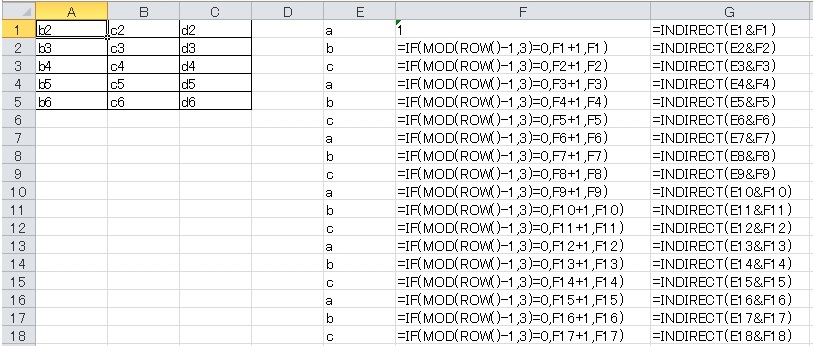 A B C D E F G
1 b2 c2 d2 a 1 =INDIRECT(E1&F1)
2 b3 c3 d3 b =IF(MOD(ROW()-1,3)=0,F1+1,F1) =INDIRECT(E2&F2)
3 b4 c4 d4 c =IF(MOD(ROW()-1,3)=0,F2+1,F2) =INDIRECT(E3&F3)
4 b5 c5 d5 a =IF(MOD(ROW()-1,3)=0,F3+1,F3) =INDIRECT(E4&F4)
5 b6 c6 d6 b =IF(MOD(ROW()-1,3)=0,F4+1,F4) =INDIRECT(E5&F5)
6 c =IF(MOD(ROW()-1,3)=0,F5+1,F5) =INDIRECT(E6&F6)
7 a =IF(MOD(ROW()-1,3)=0,F6+1,F6) =INDIRECT(E7&F7)
8 b =IF(MOD(ROW()-1,3)=0,F7+1,F7) =INDIRECT(E8&F8)
9 c =IF(MOD(ROW()-1,3)=0,F8+1,F8) =INDIRECT(E9&F9)
10 a =IF(MOD(ROW()-1,3)=0,F9+1,F9) =INDIRECT(E10&F10)
11 b =IF(MOD(ROW()-1,3)=0,F10+1,F10) =INDIRECT(E11&F11)
12 c =IF(MOD(ROW()-1,3)=0,F11+1,F11) =INDIRECT(E12&F12)
13 a =IF(MOD(ROW()-1,3)=0,F12+1,F12) =INDIRECT(E13&F13)
14 b =IF(MOD(ROW()-1,3)=0,F13+1,F13) =INDIRECT(E14&F14)
15 c =IF(MOD(ROW()-1,3)=0,F14+1,F14) =INDIRECT(E15&F15)
16 a =IF(MOD(ROW()-1,3)=0,F15+1,F15) =INDIRECT(E16&F16)
17 b =IF(MOD(ROW()-1,3)=0,F16+1,F16) =INDIRECT(E17&F17)
18 c =IF(MOD(ROW()-1,3)=0,F17+1,F17) =INDIRECT(E18&F18)